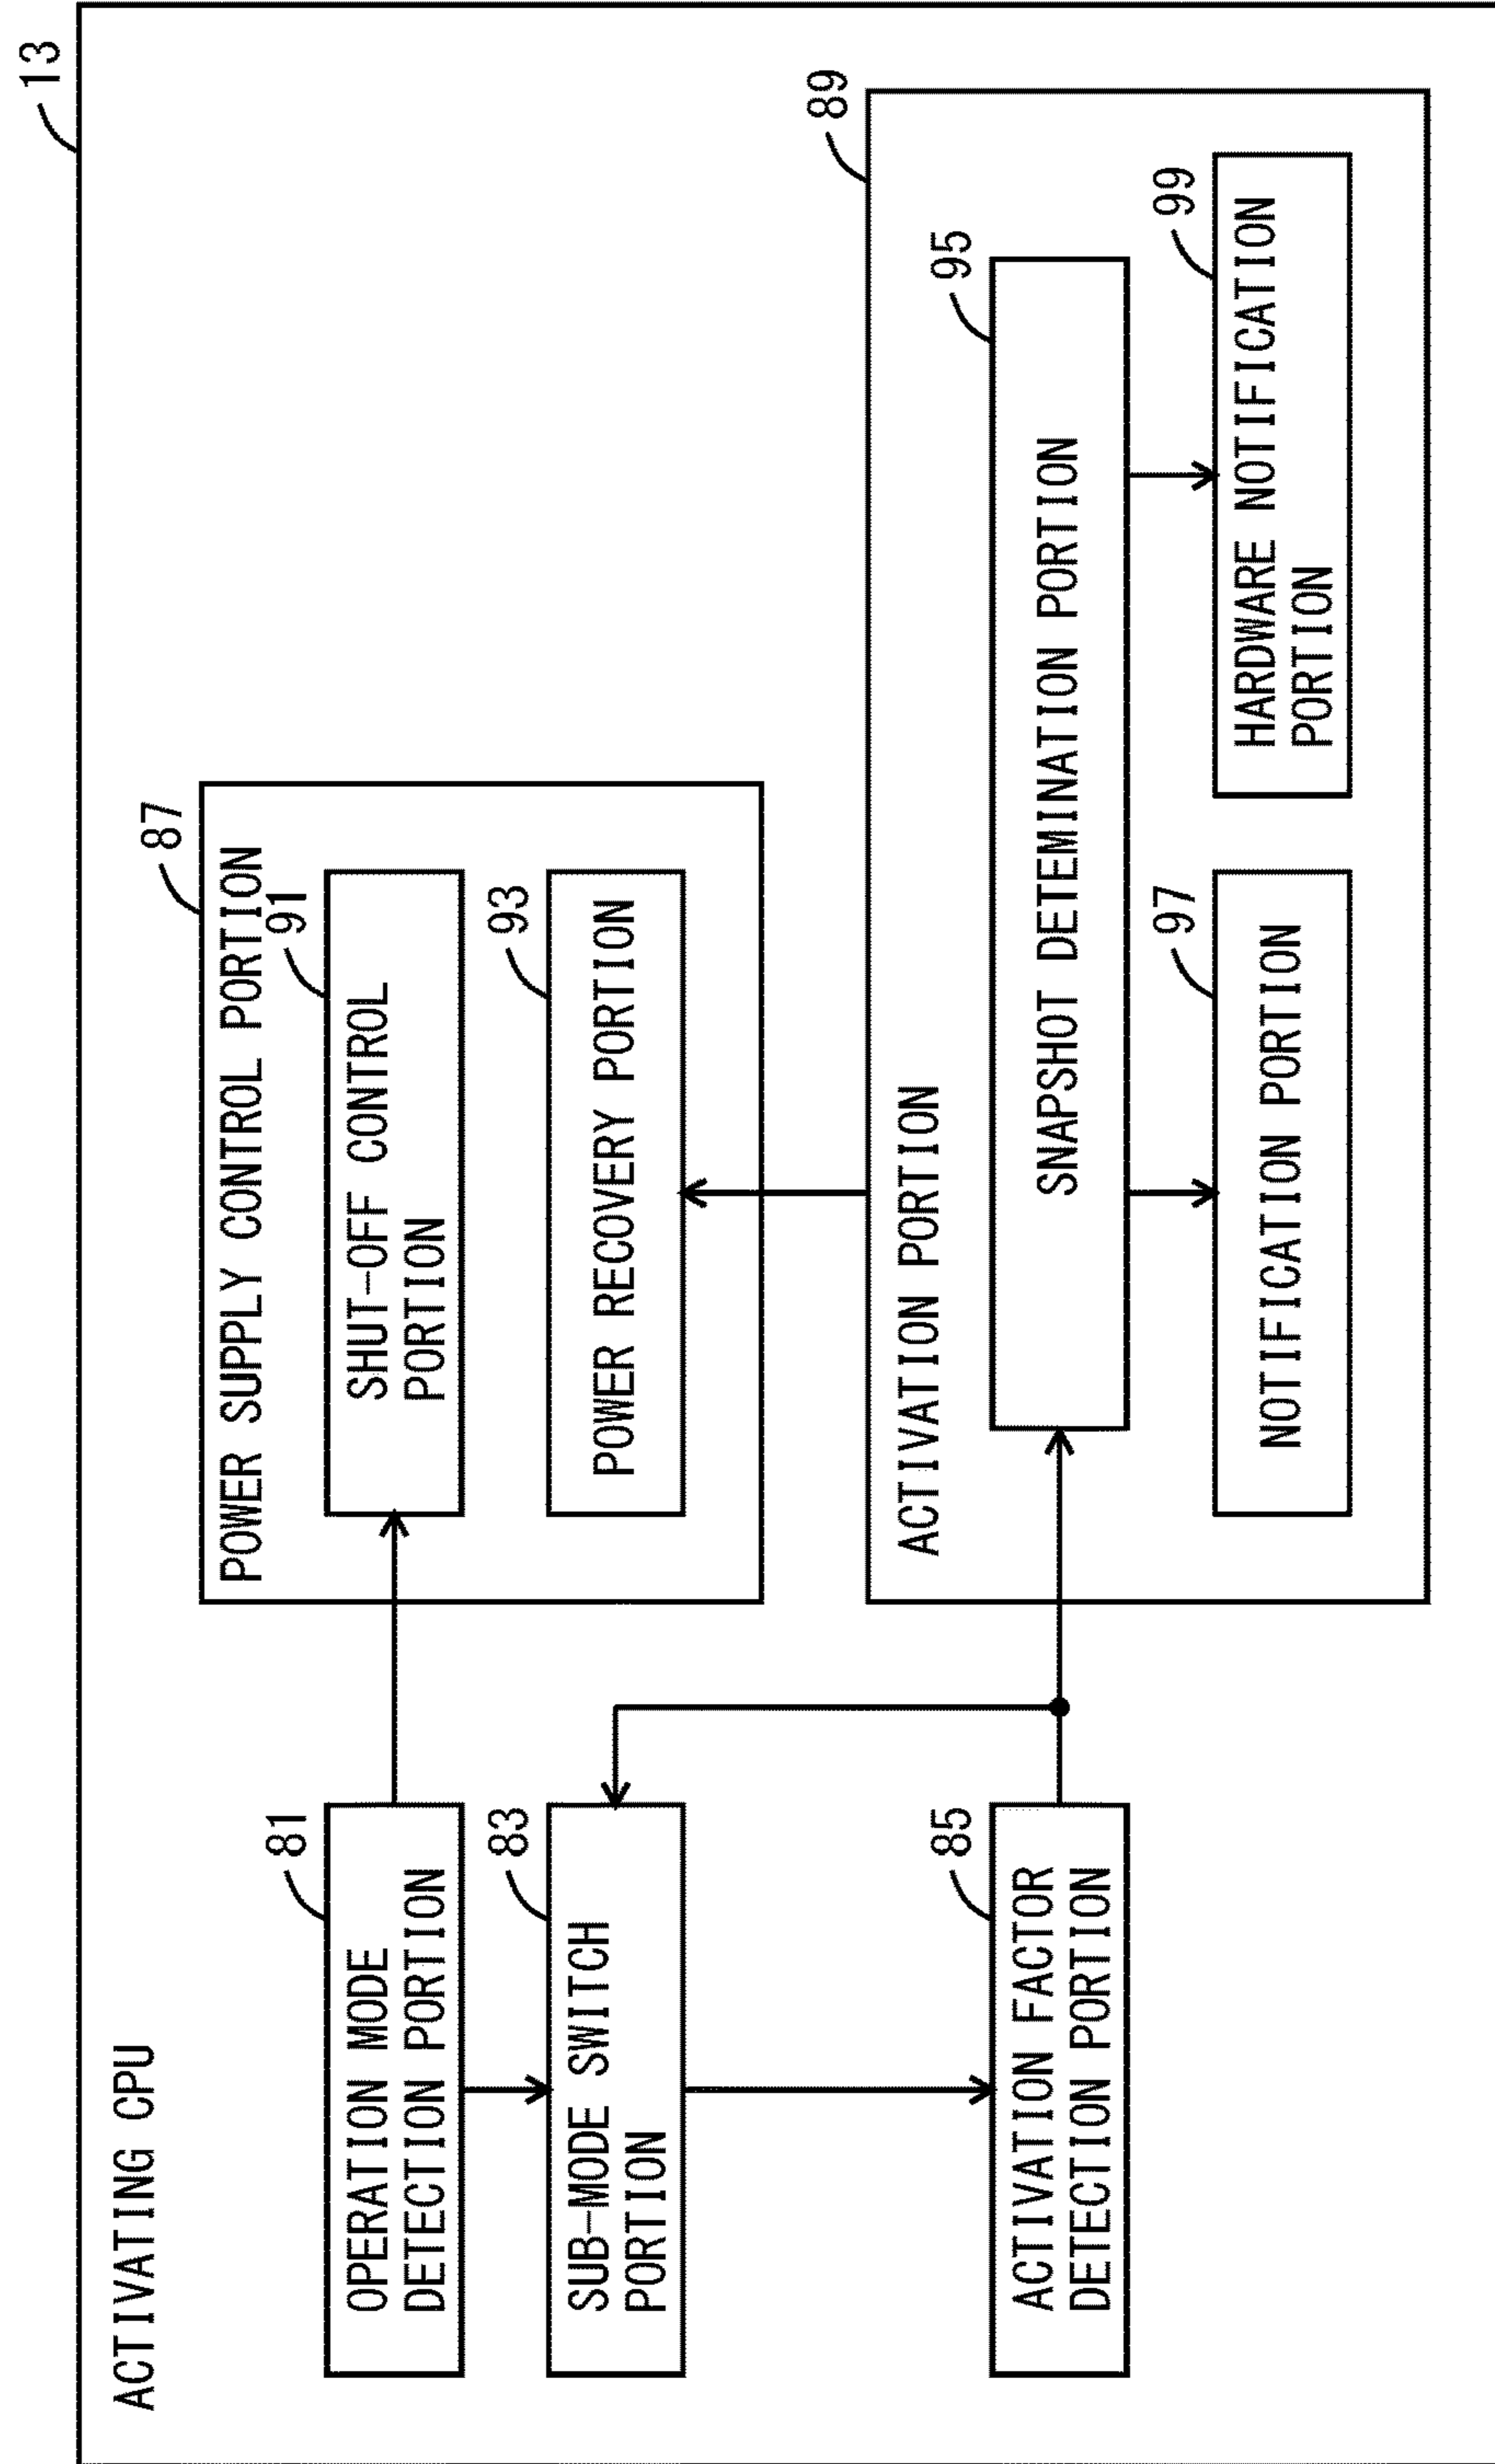 13
ACTIVATING CPU
87
POWER SUPPLY CONTROL PORTION
81
OPERATION MODE
DETECTION PORTION
91
SHUT-OFF CONTROL
PORTION
83
SUB-MODE SWITCH
PORTION
93
POWER RECOVERY PORTION
89
ACTIVATION PORTION
85
ACTIVATION FACTOR
DETECTION PORTION
95
SNAPSHOT DETEMINATION PORTION
97
NOTIFICATION PORTION
99
HARDWARE NOTIFICATION
PORTION